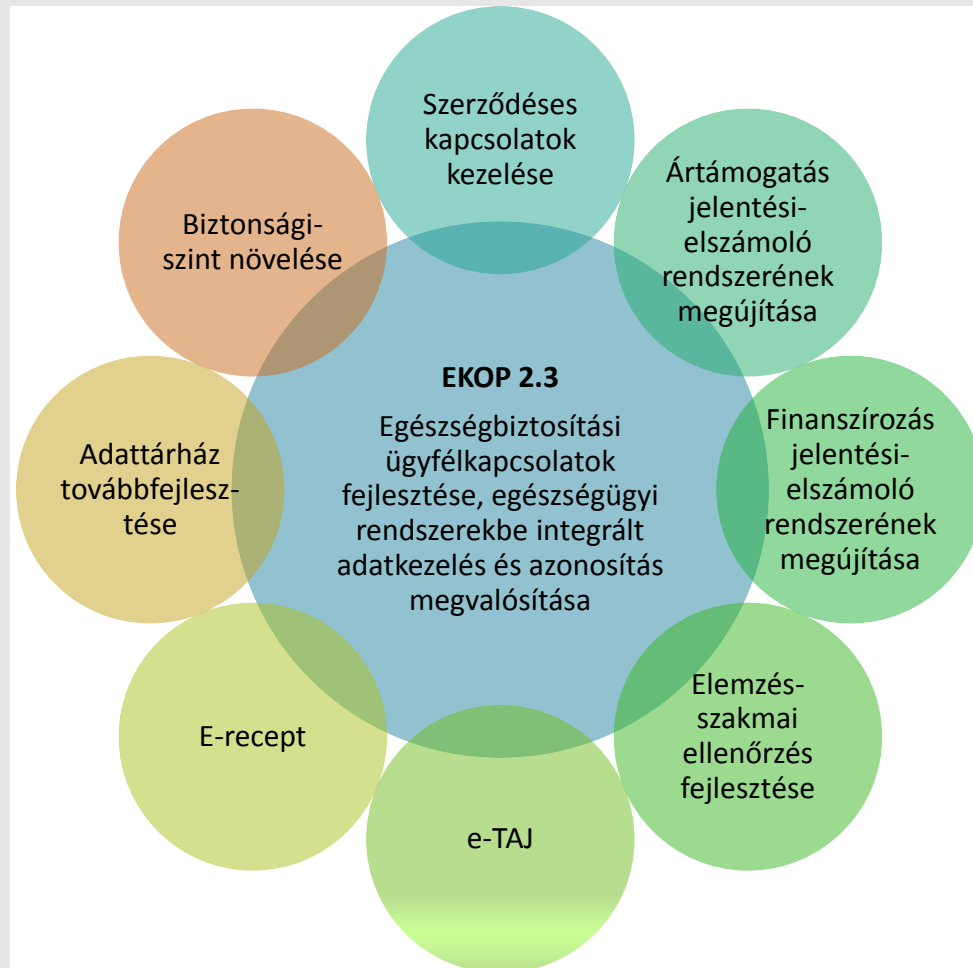 Szerződéses
kapcsolatok
kezelése
Ártámogatás
jelentési-
elszámoló
rendszerének
megújítása
Finanszírozás
jelentési-
elszámoló
rendszerének
megújítása
Elemzés-
szakmai
ellenőrzés
fejlesztése
e-TAJ
E-recept
Adattárház
továbbfejlesz-
tése
Biztonsági-
szint növelése
EKOP 2.3
Egészségbiztosítási
ügyfélkapcsolatok
fejlesztése, egészségügyi
rendszerekbe integrált
adatkezelés és azonosítás
megvalósítása